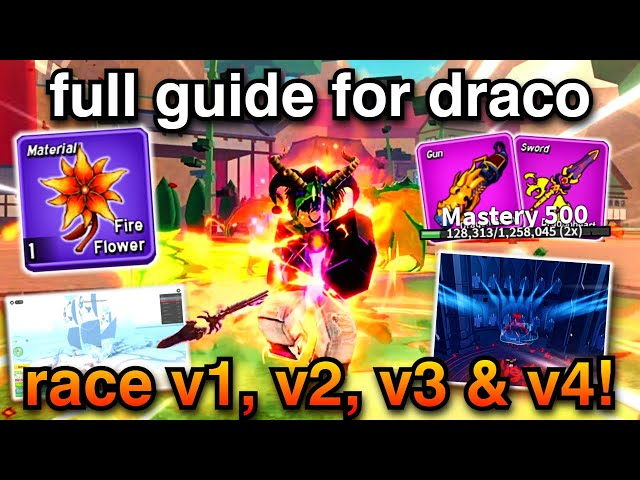 full guide for draco
Material
1
Fire
Flower
Gun
Sword
Mastery 500
128,313/1,258,045 (2x)
race v1, v2, v3 & v4!